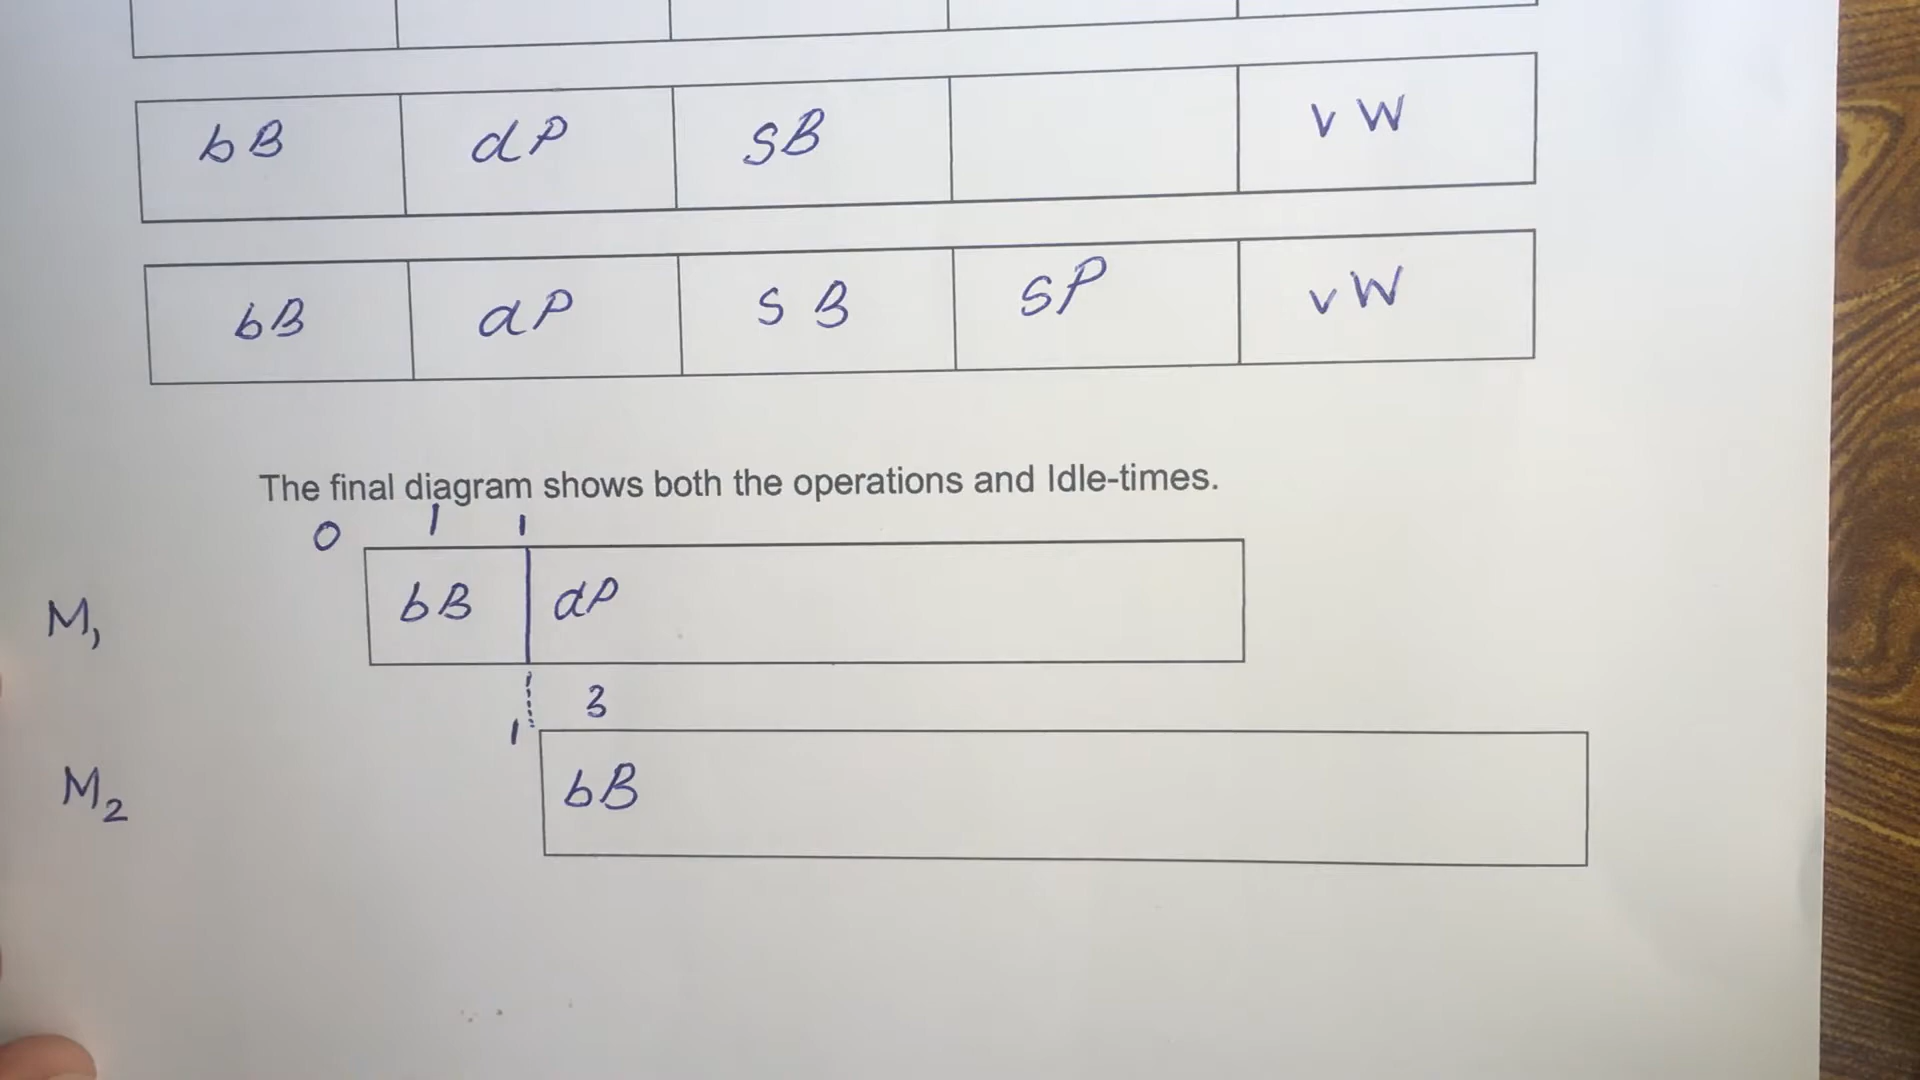 bB dP SB vW
bB dP SB SP vW
The final diagram shows both the operations and Idle-times.
0 1 1
M1 bB dP
1 3
M2 bB